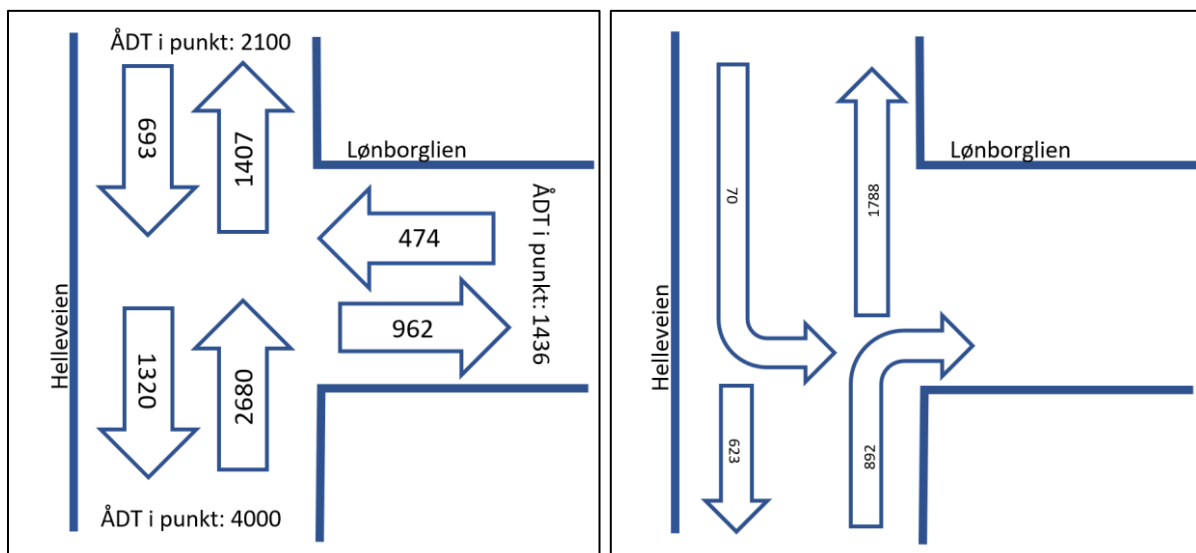 ÅDT i punkt: 2100
693
1407
Lønborglien
474
ÅDT i punkt: 1436
962
Helleveien
1320
2680
ÅDT i punkt: 4000
Lønborglien
70
1788
Helleveien
623
892